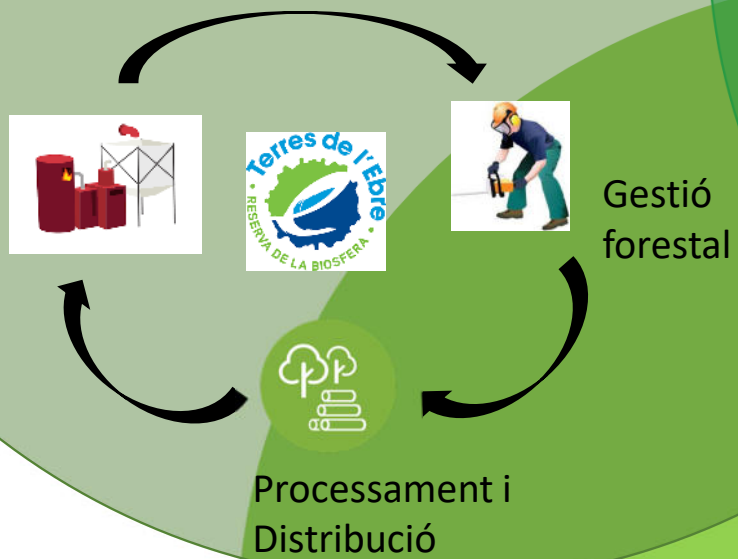 Terres de l'Ebre
• RESERVA DE LA BIOSFERA •
Gestió
forestal
Processament i
Distribució